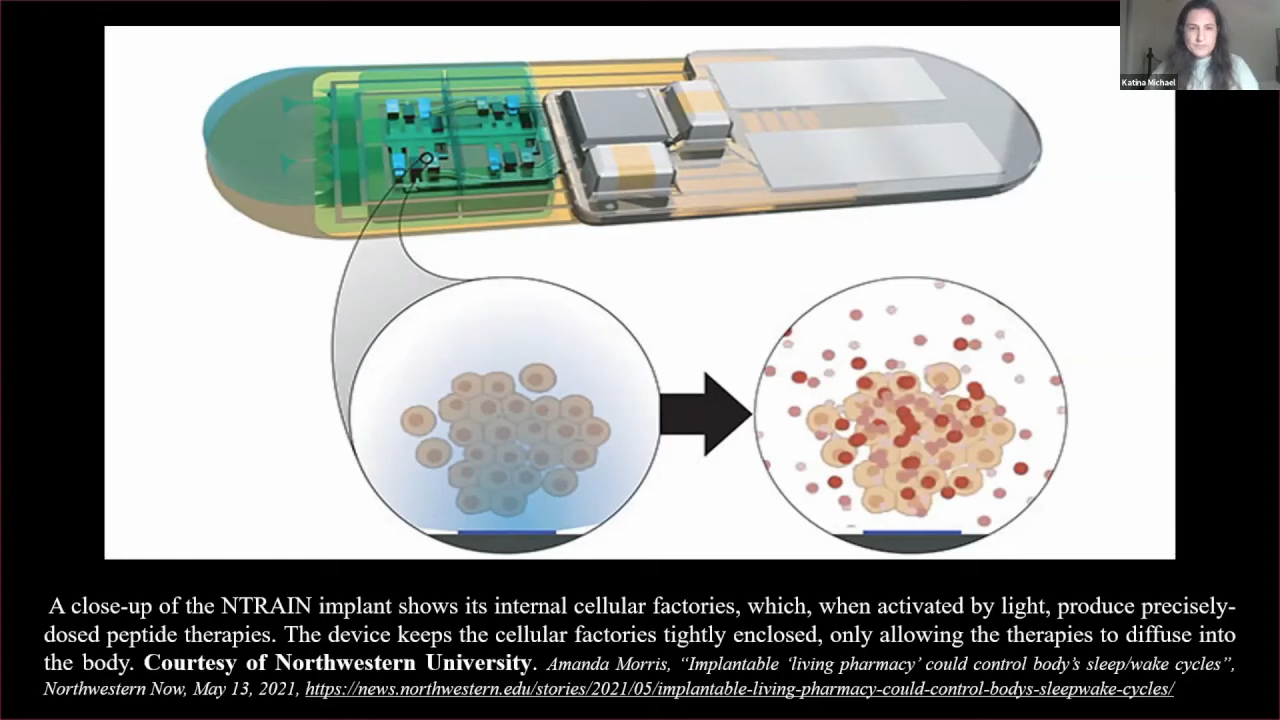 Katina Michael
A close-up of the NTRAIN implant shows its internal cellular factories, which, when activated by light, produce precisely-
dosed peptide therapies. The device keeps the cellular factories tightly enclosed, only allowing the therapies to diffuse into
the body. Courtesy of Northwestern University. Amanda Morris, “Implantable ‘living pharmacy’ could control body’s sleep/wake cycles”,
Northwestern Now, May 13, 2021, https://news.northwestern.edu/stories/2021/05/implantable-living-pharmacy-could-control-bodys-sleepwake-cycles/